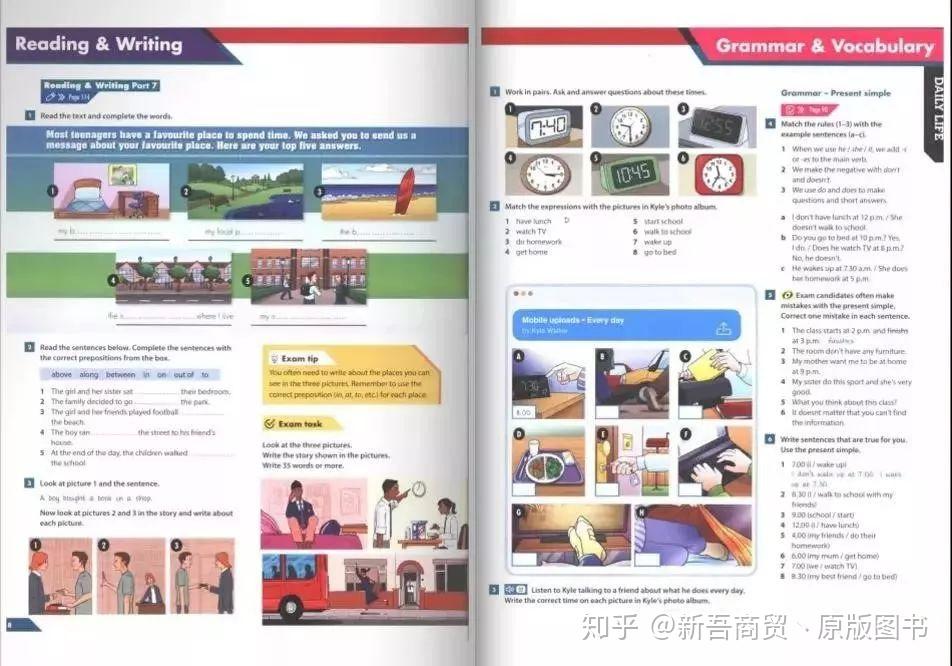 Reading & Writing
Reading & Writing Part 7
Page 114
1 Read the text and complete the words.
Most teenagers have a favourite place to spend time. We asked you to send us a
message about your favourite place. Here are your top five answers.
1
2
3
my b
my local p
the b
4
5
the s where I live
my s
2 Read the sentences below. Complete the sentences with
the correct prepositions from the box.
above along between in on out of to
1 The girl and her sister sat their bedroom.
2 The family decided to go the park.
3 The girl and her friends played football
the beach.
4 The boy ran the street to his friend's
house.
5 At the end of the day, the children walked
the school.
3 Look at picture 1 and the sentence.
A boy bought a book in a shop.
Now look at pictures 2 and 3 in the story and write about
each picture.
1
2
3
8
Exam tip
You often need to write about the places you can
see in the three pictures. Remember to use the
correct preposition (in, at, to, etc.) for each place.
Exam task
Look at the three pictures.
Write the story shown in the pictures.
Write 35 words or more.
Grammar & Vocabulary
DAILY LIFE
1 Work in pairs. Ask and answer questions about these times.
1
7:40
2
3
12:55
4
5
10:45
6
2 Match the expressions with the pictures in Kyle's photo album.
1 have lunch D
2 watch TV
3 do homework
4 get home
5 start school
6 walk to school
7 wake up
8 go to bed
Mobile uploads • Every day
by Kyle Walker
A
8.00
B
C
D
E
F
G
H
3 Listen to Kyle talking to a friend about what he does every day.
Write the correct time on each picture in Kyle's photo album.
Grammar – Present simple
Page 90
4 Match the rules (1–3) with the
example sentences (a–c).
1 When we use he / she / it, we add -s
or -es to the main verb.
2 We make the negative with don't
and doesn't.
3 We use do and does to make
questions and short answers.
a I don't have lunch at 12 p.m. / She
doesn't walk to school.
b Do you go to bed at 10 p.m.? Yes,
I do. / Does he watch TV at 8 p.m.?
No, he doesn't.
c He wakes up at 7.30 a.m. / She does
her homework at 5 p.m.
5 Exam candidates often make
mistakes with the present simple.
Correct one mistake in each sentence.
1 The class starts at 2 p.m. and finishs
at 3 p.m. finishes
2 The room don't have any furniture.
3 My mother want me to be at home
at 9 p.m.
4 My sister do this sport and she's very
good.
5 What you think about this class?
6 It doesnt matter that you can't find
the information.
6 Write sentences that are true for you.
Use the present simple.
1 7.00 (I / wake up)
I don't wake up at 7.00. I wake
up at 7.30.
2 8.30 (I / walk to school with my
friends)
3 9.00 (school / start)
4 12.00 (I / have lunch)
5 4.00 (my friends / do their
homework)
6 6.00 (my mum / get home)
7 7.00 (we / watch TV)
8 8.30 (my best friend / go to bed)
知乎 @新吾商贸、原版图书